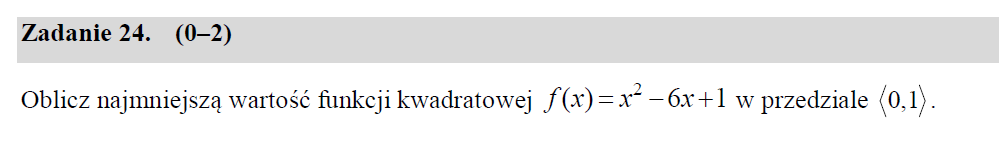 Zadanie 24. (0–2)
Oblicz najmniejszą wartość funkcji kwadratowej f(x)=x²−6x+1 w przedziale ⟨0,1⟩.